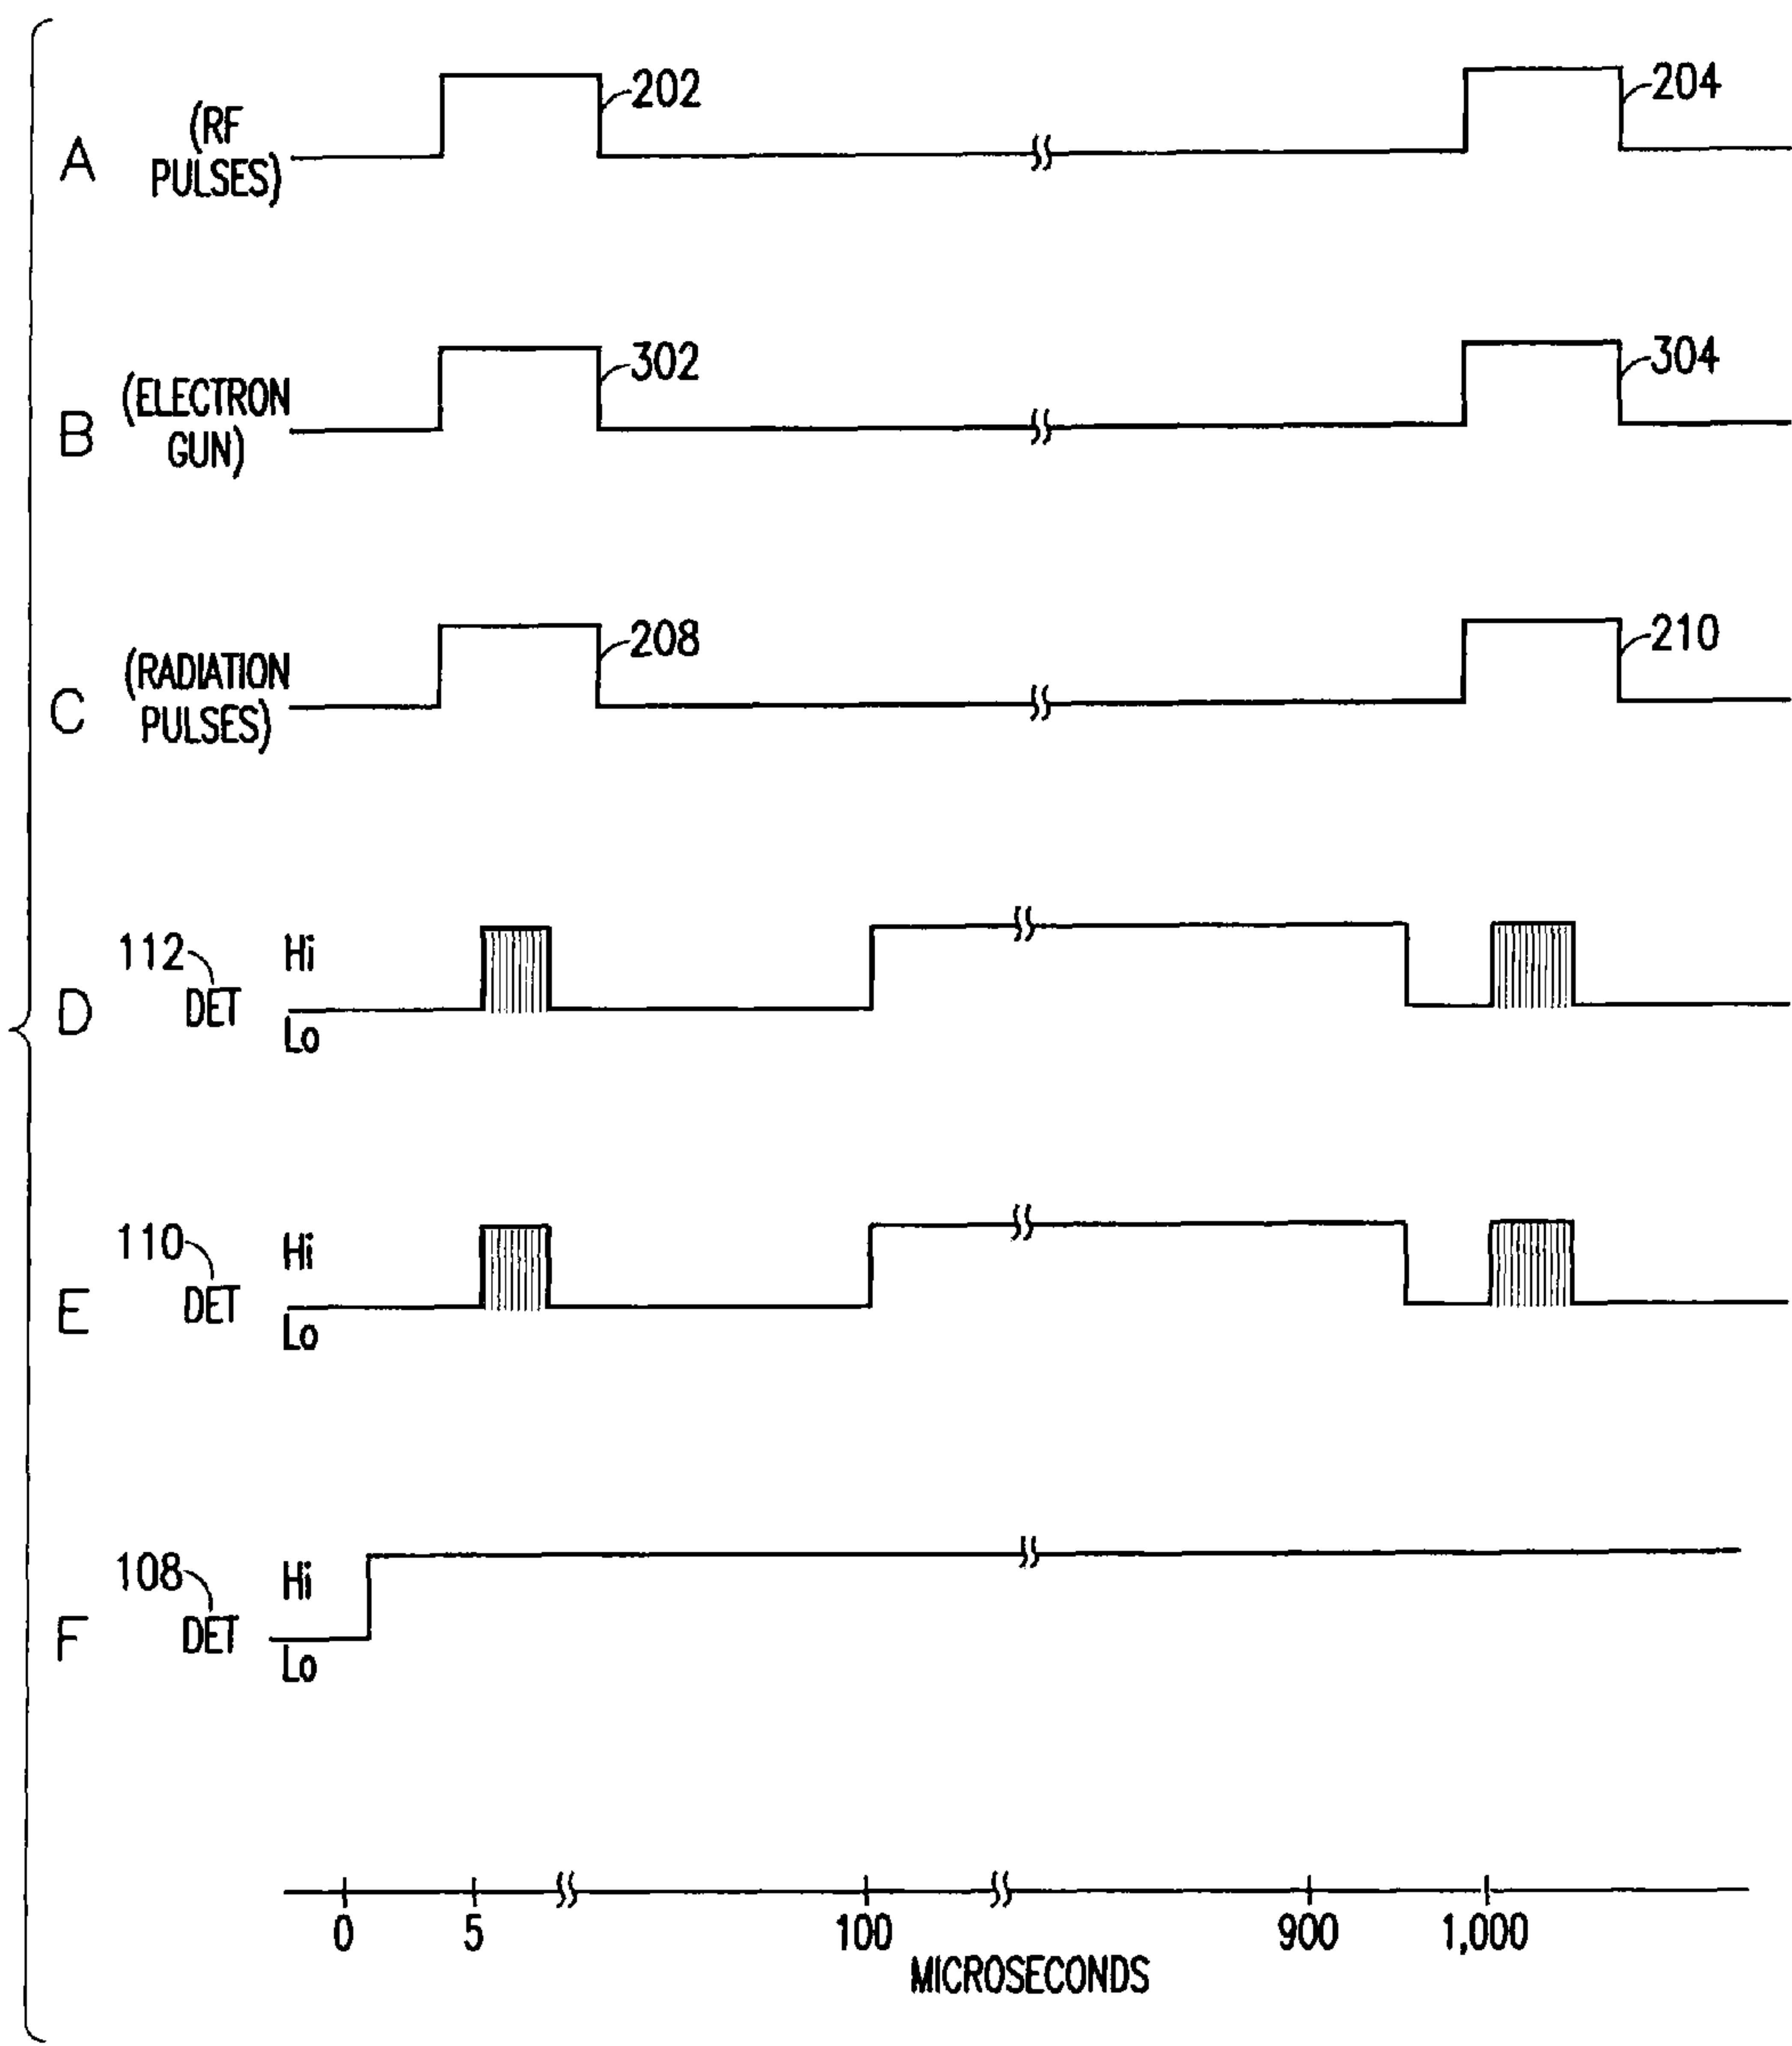 202
204
(RF
PULSES)
A
302
304
(ELECTRON
GUN)
B
208
210
(RADIATION
PULSES)
C
112
Hi
DET
D
Lo
110
Hi
DET
E
Lo
108
Hi
DET
F
Lo
0 5 100 900 1,000
MICROSECONDS